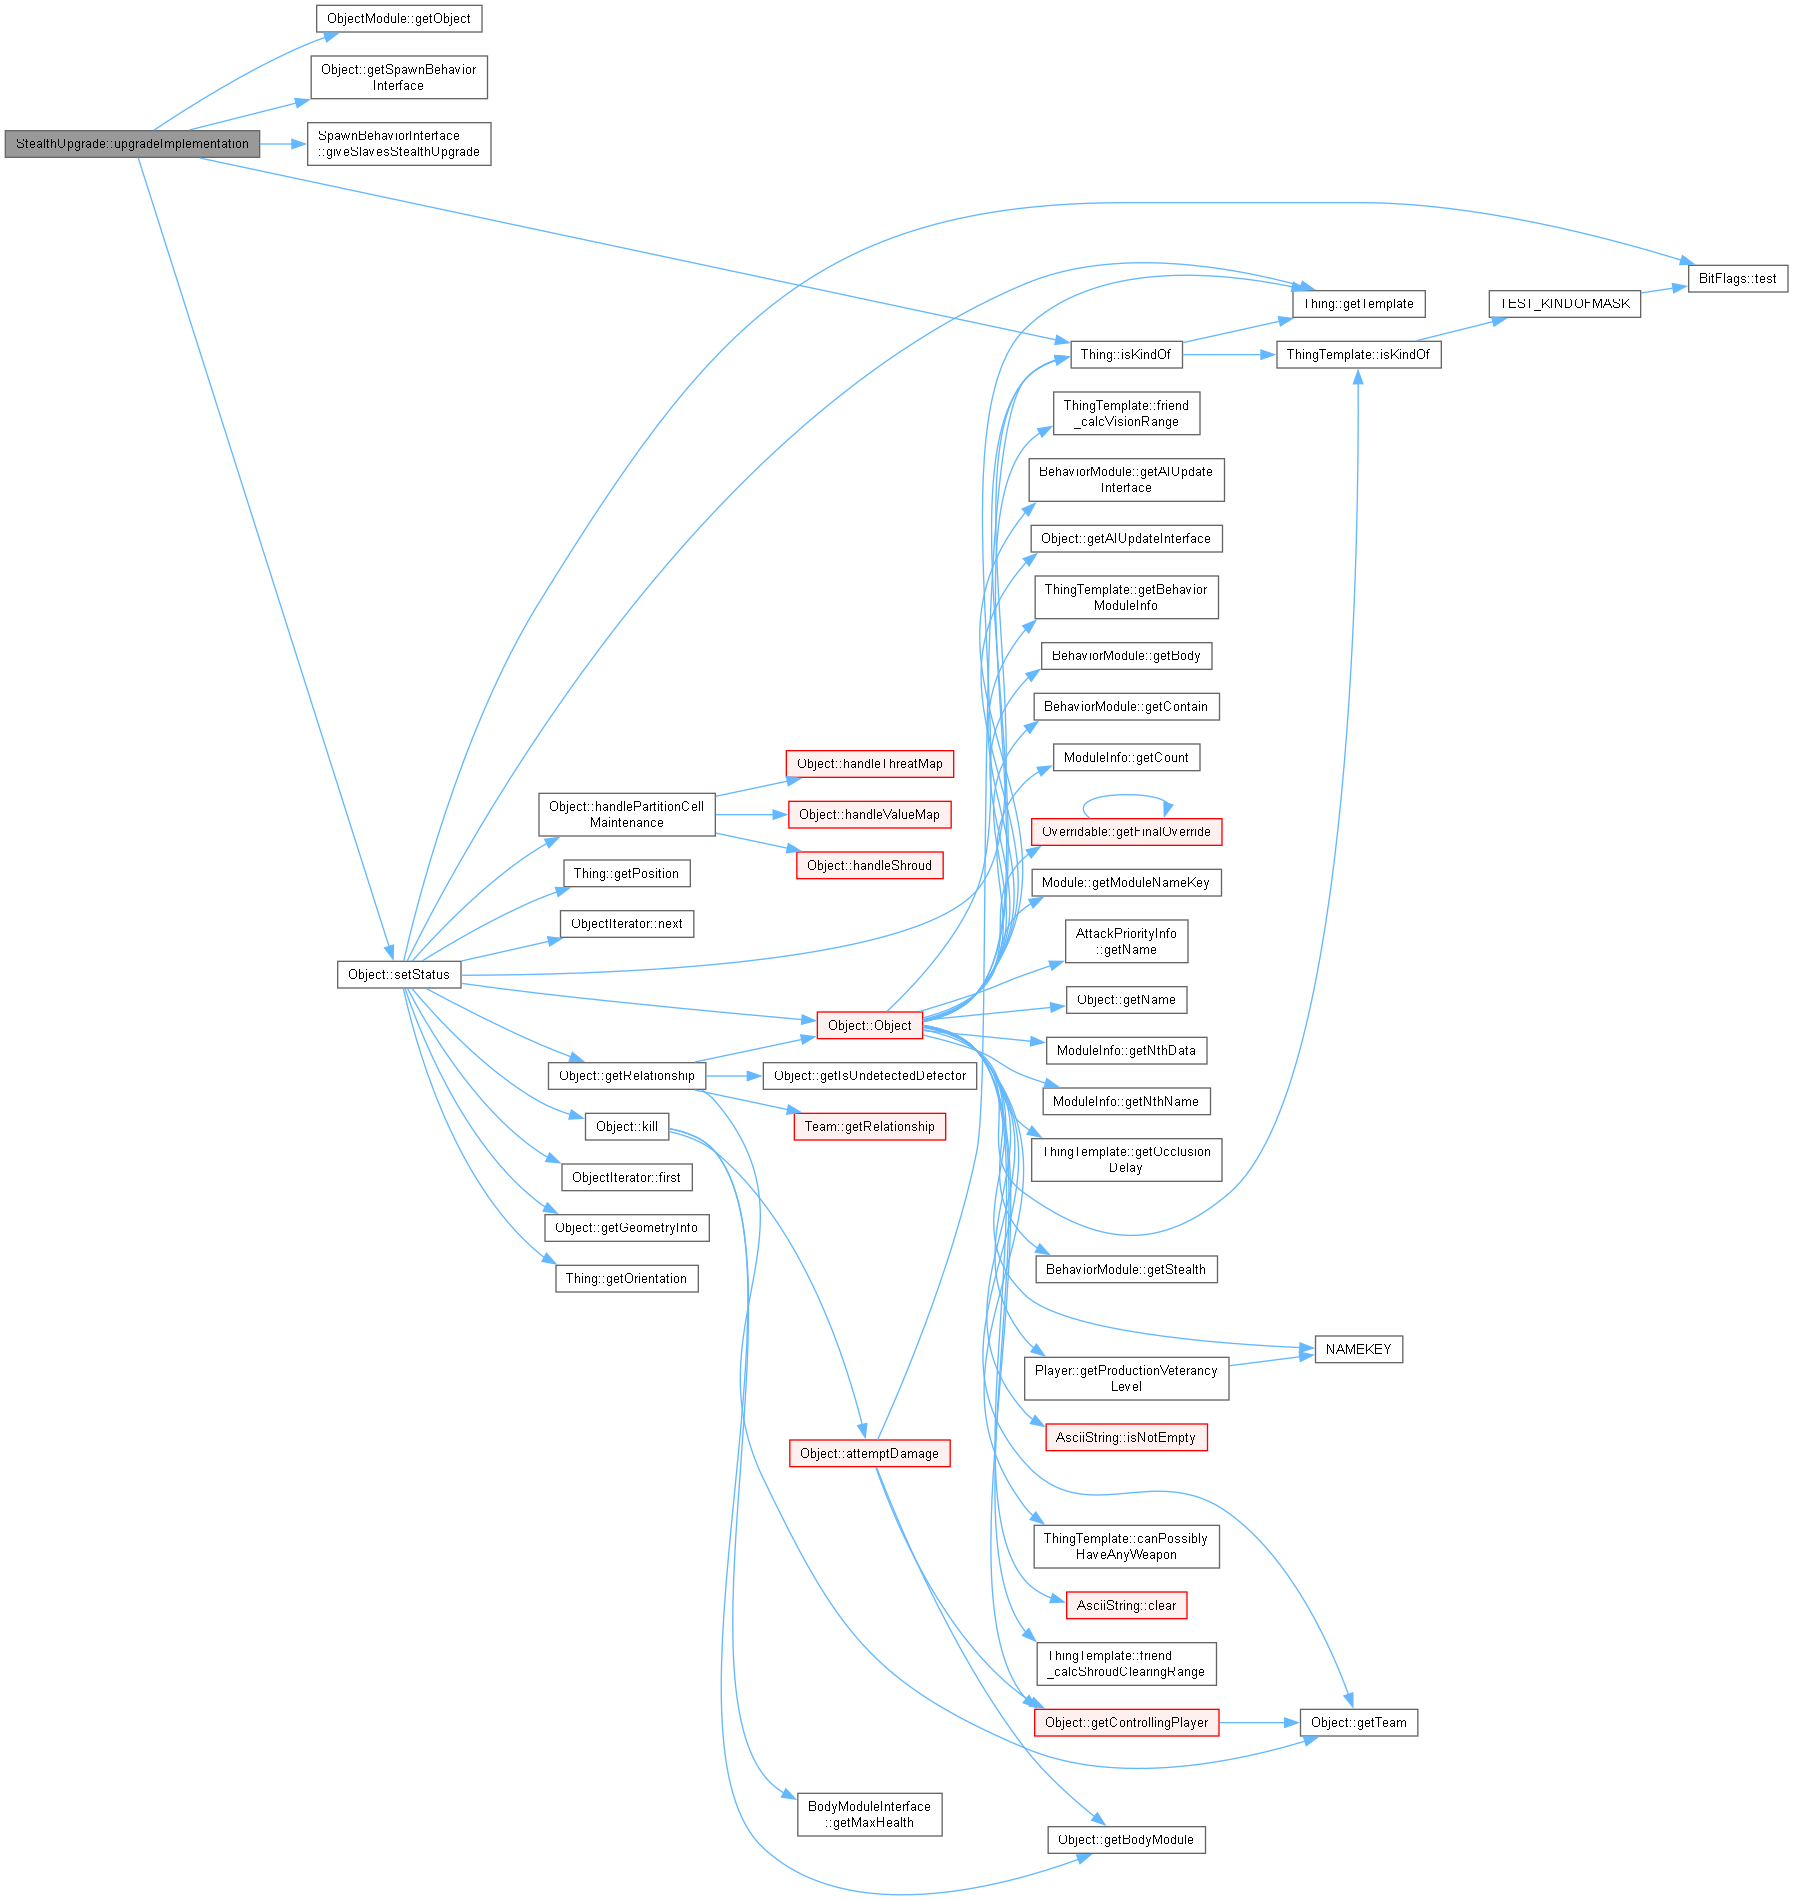 ObjectModule::getObject
Object::getSpawnBehavior
Interface
StealthUpgrade::upgradeImplementation
SpawnBehaviorInterface
::giveSlavesStealthUpgrade
BitFlags::test
Thing::getTemplate
TEST_KINDOFMASK
Thing::isKindOf
ThingTemplate::isKindOf
ThingTemplate::friend
_calcVisionRange
BehaviorModule::getAIUpdate
Interface
Object::getAIUpdateInterface
ThingTemplate::getBehavior
ModuleInfo
BehaviorModule::getBody
BehaviorModule::getContain
ModuleInfo::getCount
Object::handleThreatMap
Object::handlePartitionCell
Maintenance
Object::handleValueMap
Overridable::getFinalOverride
Object::handleShroud
Thing::getPosition
Module::getModuleNameKey
ObjectIterator::next
AttackPriorityInfo
::getName
Object::setStatus
Object::getName
Object::Object
ModuleInfo::getNthData
Object::getRelationship
Object::getIsUndetectedDefector
ModuleInfo::getNthName
Object::kill
Team::getRelationship
ThingTemplate::getOcclusion
Delay
ObjectIterator::first
Object::getGeometryInfo
Thing::getOrientation
BehaviorModule::getStealth
NAMEKEY
Player::getProductionVeterancy
Level
AsciiString::isNotEmpty
Object::attemptDamage
ThingTemplate::canPossibly
HaveAnyWeapon
AsciiString::clear
ThingTemplate::friend
_calcShroudClearingRange
Object::getControllingPlayer
Object::getTeam
BodyModuleInterface
::getMaxHealth
Object::getBodyModule